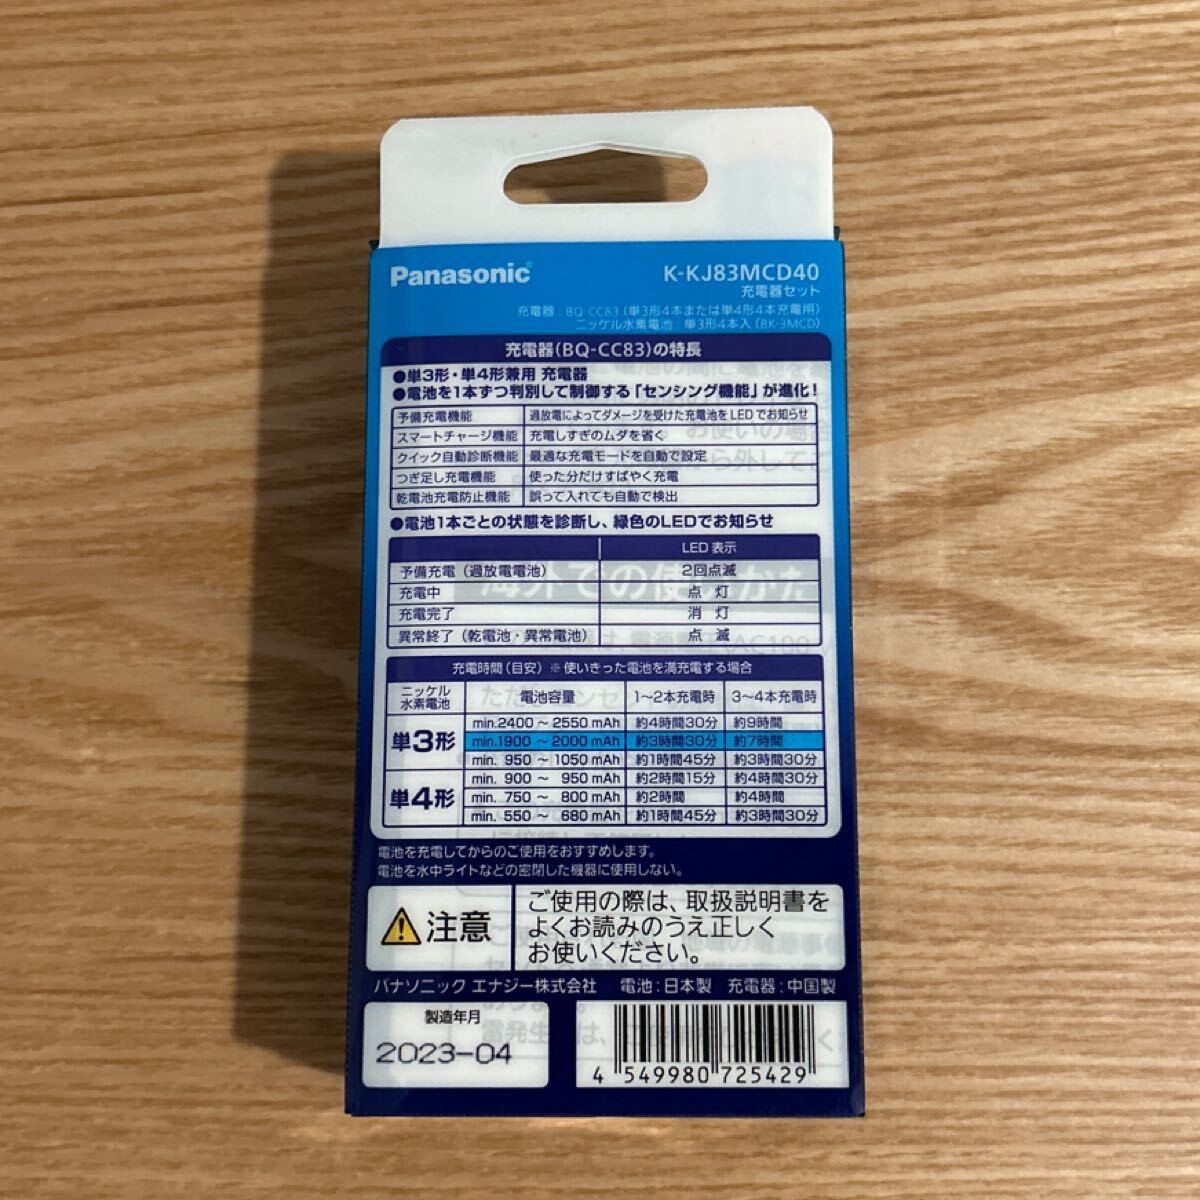 Panasonic
K-KJ83MCD40
充電器セット
充電器：BQ-CC83（単3形4本または単4形4本充電用）
ニッケル水素電池：単3形4本入（BK-3MCD）
充電器（BQ-CC83）の特長
●単3形・単4形兼用 充電器
●電池を1本ずつ判別して制御する「センシング機能」が進化！
予備充電機能 過放電によってダメージを受けた充電池をLEDでお知らせ
スマートチャージ機能 充電しすぎのムダを省く
クイック自動診断機能 最適な充電モードを自動で設定
つぎ足し充電機能 使った分だけすばやく充電
乾電池充電防止機能 誤って入れても自動で検出
●電池1本ごとの状態を診断し、緑色のLEDでお知らせ
LED 表示
予備充電（過放電電池） 2回点滅
充電中 点 灯
充電完了 消 灯
異常終了（乾電池・異常電池） 点 滅
充電時間（目安）※使いきった電池を満充電する場合
ニッケル水素電池 電池容量 1～2本充電時 3～4本充電時
単3形 min.2400 ～ 2550 mAh 約4時間30分 約9時間
min.1900 ～ 2000 mAh 約3時間30分 約7時間
min. 950 ～ 1050 mAh 約1時間45分 約3時間30分
単4形 min. 900 ～ 950 mAh 約2時間15分 約4時間30分
min. 750 ～ 800 mAh 約2時間 約4時間
min. 550 ～ 680 mAh 約1時間45分 約3時間30分
電池を充電してからのご使用をおすすめします。
電池を水中ライトなどの密閉した機器に使用しない。
注意
ご使用の際は、取扱説明書を
よくお読みのうえ正しく
お使いください。
パナソニック エナジー株式会社 電池：日本製 充電器：中国製
製造年月
2023-04
4 549980 725429